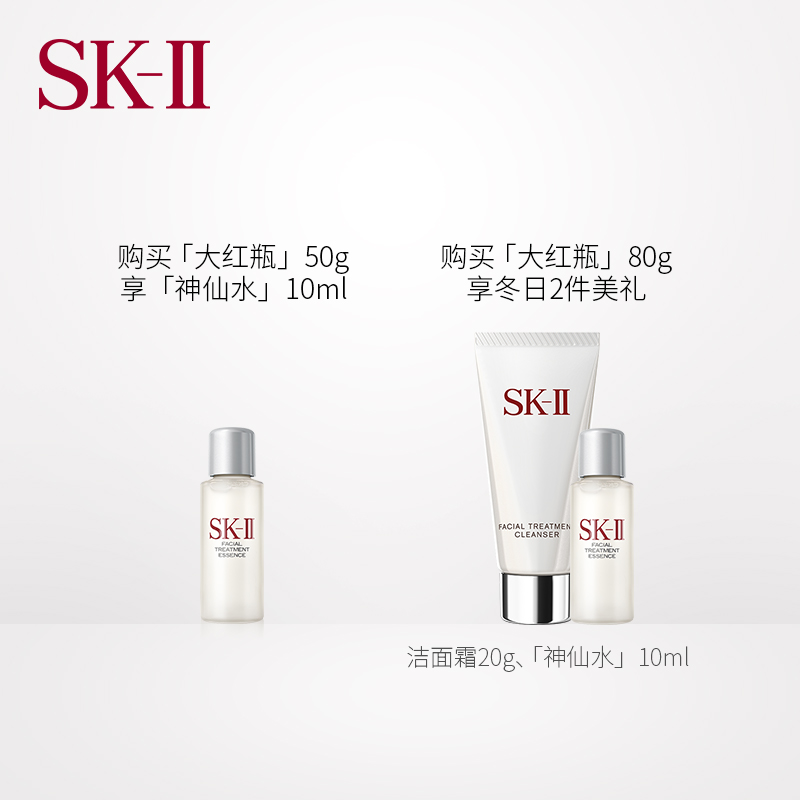 SK-II
购买「大红瓶」50g
享「神仙水」10ml
购买「大红瓶」80g
享冬日2件美礼
SK-II
FACIAL
TREATMENT
ESSENCE
SK-II
FACIAL TREATMEN
CLEANSER
SK-II
FACIAL
TREATMENT
ESSENCE
洁面霜20g、「神仙水」10ml